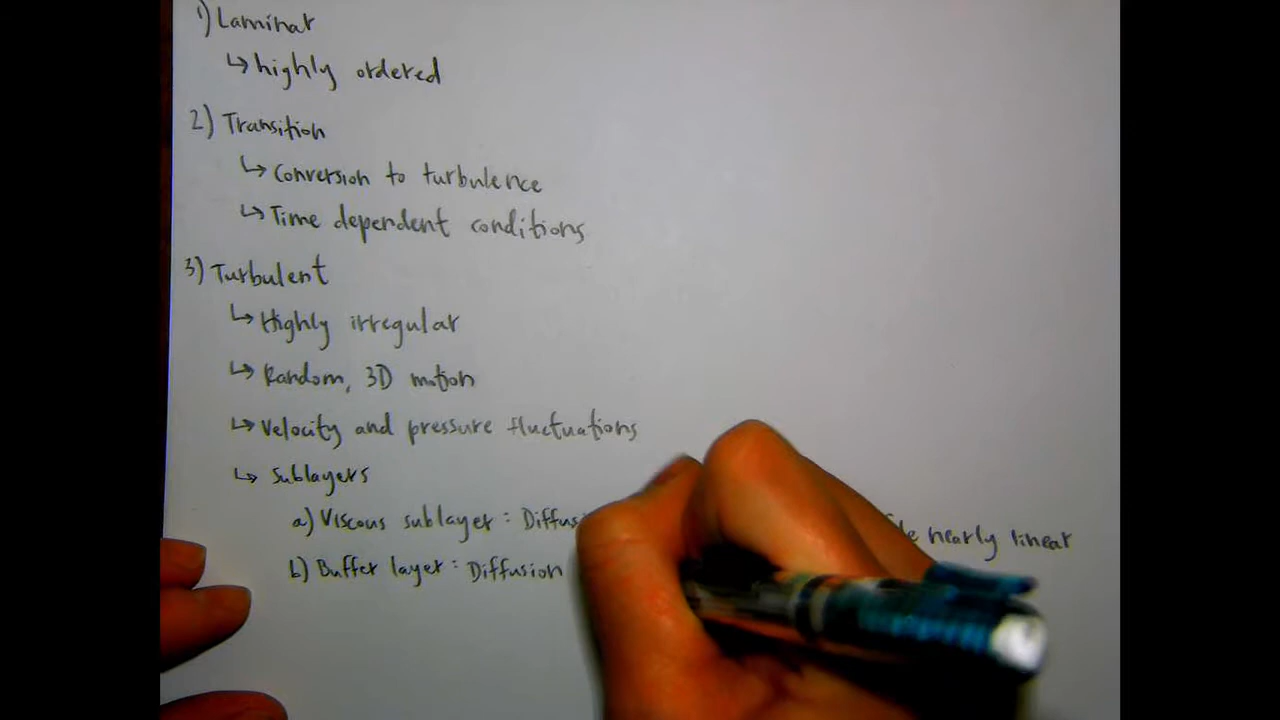 1) Laminar
↳ highly ordered
2) Transition
↳ Conversion to turbulence
↳ Time dependent conditions
3) Turbulent
↳ Highly irregular
↳ Random, 3D motion
↳ Velocity and pressure fluctuations
↳ Sublayers
a) Viscous sublayer : nearly linear
b) Buffer layer : Diffusion